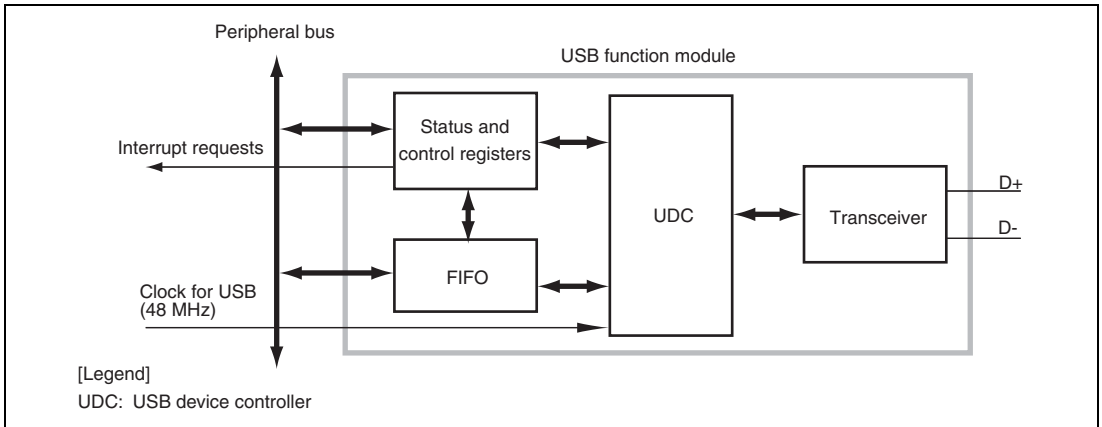 Peripheral bus
USB function module
Status and
control registers
Interrupt requests
UDC
Transceiver
D+
D-
FIFO
Clock for USB
(48 MHz)
[Legend]
UDC: USB device controller